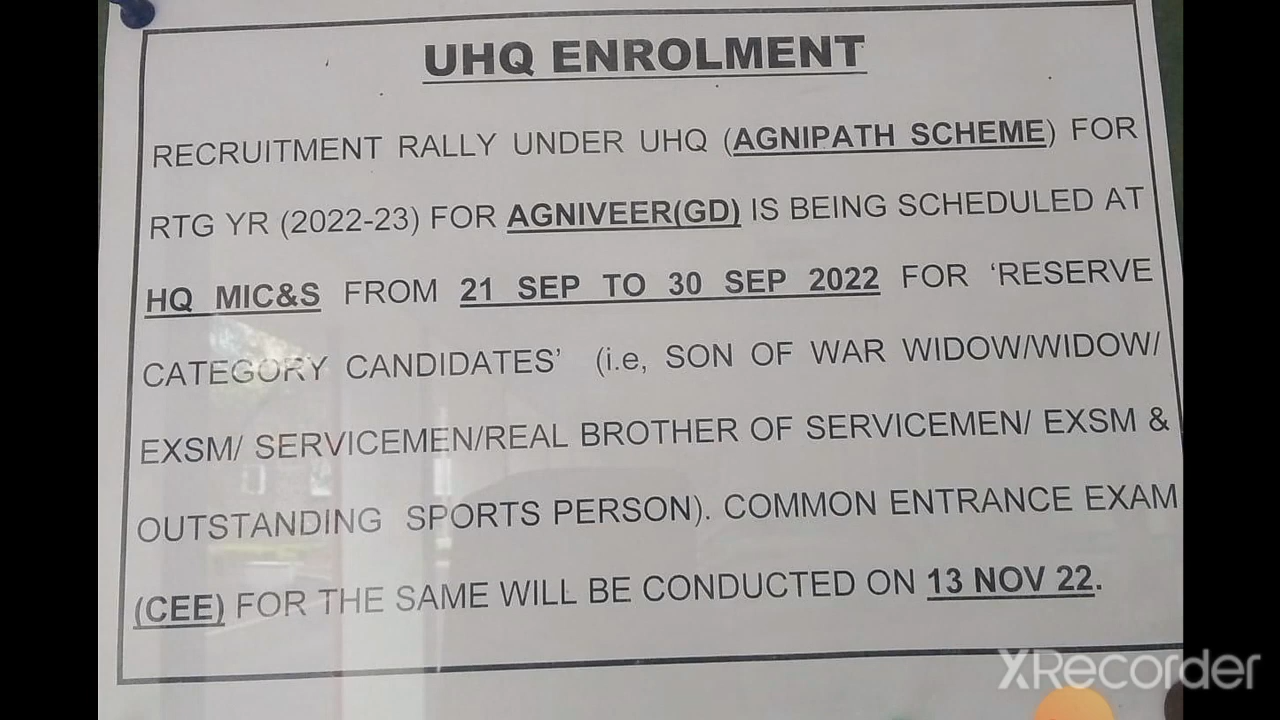 UHQ ENROLMENT
RECRUITMENT RALLY UNDER UHQ (AGNIPATH SCHEME) FOR
RTG YR (2022-23) FOR AGNIVEER(GD) IS BEING SCHEDULED AT
HQ MIC&S FROM 21 SEP TO 30 SEP 2022 FOR ‘RESERVE
CATEGORY CANDIDATES’ (i.e, SON OF WAR WIDOW/WIDOW/
EXSM/ SERVICEMEN/REAL BROTHER OF SERVICEMEN/ EXSM &
OUTSTANDING SPORTS PERSON). COMMON ENTRANCE EXAM
(CEE) FOR THE SAME WILL BE CONDUCTED ON 13 NOV 22.
XRecorder